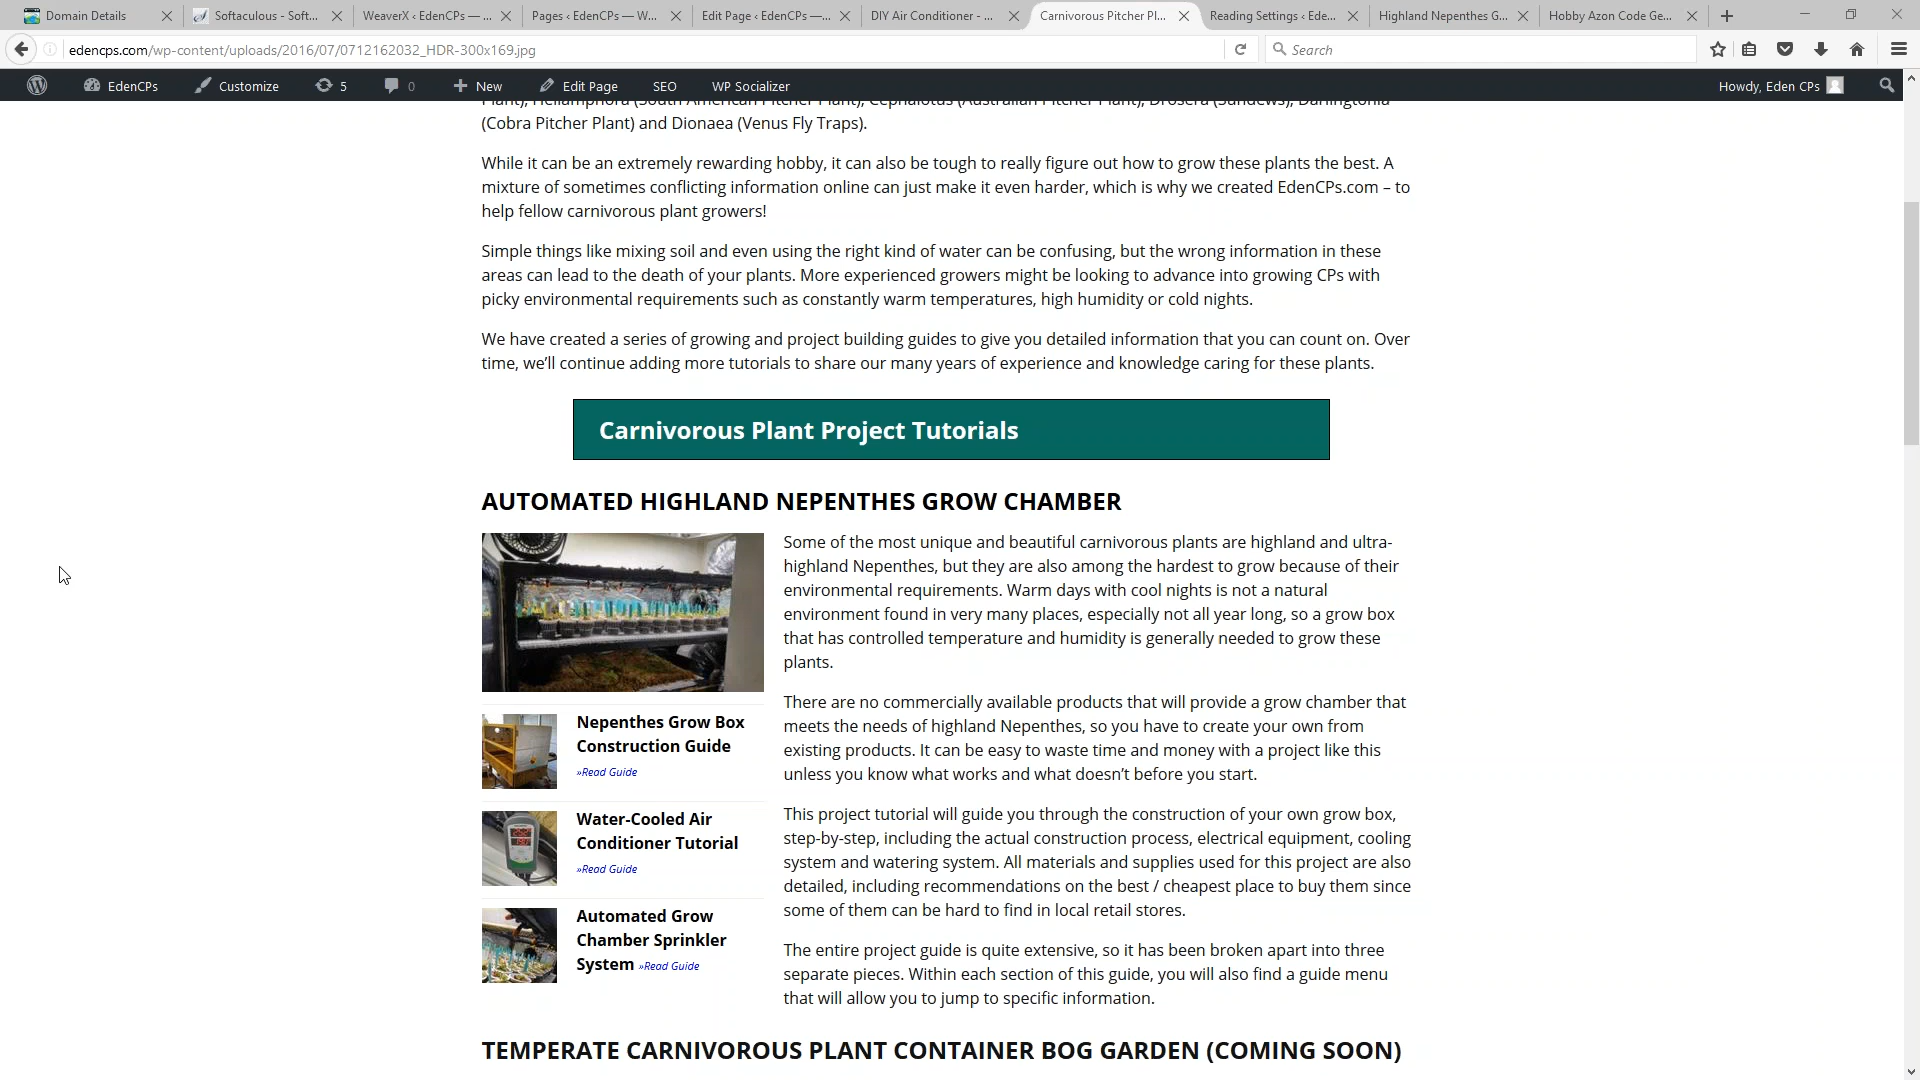 Domain Details
Softaculous - Soft...
WeaverX ‹ EdenCPs — ...
Pages ‹ EdenCPs — W...
Edit Page ‹ EdenCPs —...
DIY Air Conditioner - ...
Carnivorous Pitcher Pl...
Reading Settings ‹ Ede...
Highland Nepenthes G...
Hobby Azon Code Ge...
edencps.com/wp-content/uploads/2016/07/0712162032_HDR-300x169.jpg
Search
EdenCPs
Customize
5
0
New
Edit Page
SEO
WP Socializer
Howdy, Eden CPs
Plant), Heliamphora (South American Pitcher Plant), Cephalotus (Australian Pitcher Plant), Drosera (Sundews), Darlingtonia
(Cobra Pitcher Plant) and Dionaea (Venus Fly Traps).
While it can be an extremely rewarding hobby, it can also be tough to really figure out how to grow these plants the best. A
mixture of sometimes conflicting information online can just make it even harder, which is why we created EdenCPs.com – to
help fellow carnivorous plant growers!
Simple things like mixing soil and even using the right kind of water can be confusing, but the wrong information in these
areas can lead to the death of your plants. More experienced growers might be looking to advance into growing CPs with
picky environmental requirements such as constantly warm temperatures, high humidity or cold nights.
We have created a series of growing and project building guides to give you detailed information that you can count on. Over
time, we’ll continue adding more tutorials to share our many years of experience and knowledge caring for these plants.
Carnivorous Plant Project Tutorials
AUTOMATED HIGHLAND NEPENTHES GROW CHAMBER
Some of the most unique and beautiful carnivorous plants are highland and ultra-
highland Nepenthes, but they are also among the hardest to grow because of their
environmental requirements. Warm days with cool nights is not a natural
environment found in very many places, especially not all year long, so a grow box
that has controlled temperature and humidity is generally needed to grow these
plants.
There are no commercially available products that will provide a grow chamber that
meets the needs of highland Nepenthes, so you have to create your own from
existing products. It can be easy to waste time and money with a project like this
unless you know what works and what doesn’t before you start.
This project tutorial will guide you through the construction of your own grow box,
step-by-step, including the actual construction process, electrical equipment, cooling
system and watering system. All materials and supplies used for this project are also
detailed, including recommendations on the best / cheapest place to buy them since
some of them can be hard to find in local retail stores.
The entire project guide is quite extensive, so it has been broken apart into three
separate pieces. Within each section of this guide, you will also find a guide menu
that will allow you to jump to specific information.
Nepenthes Grow Box
Construction Guide
»Read Guide
Water-Cooled Air
Conditioner Tutorial
»Read Guide
Automated Grow
Chamber Sprinkler
System »Read Guide
TEMPERATE CARNIVOROUS PLANT CONTAINER BOG GARDEN (COMING SOON)